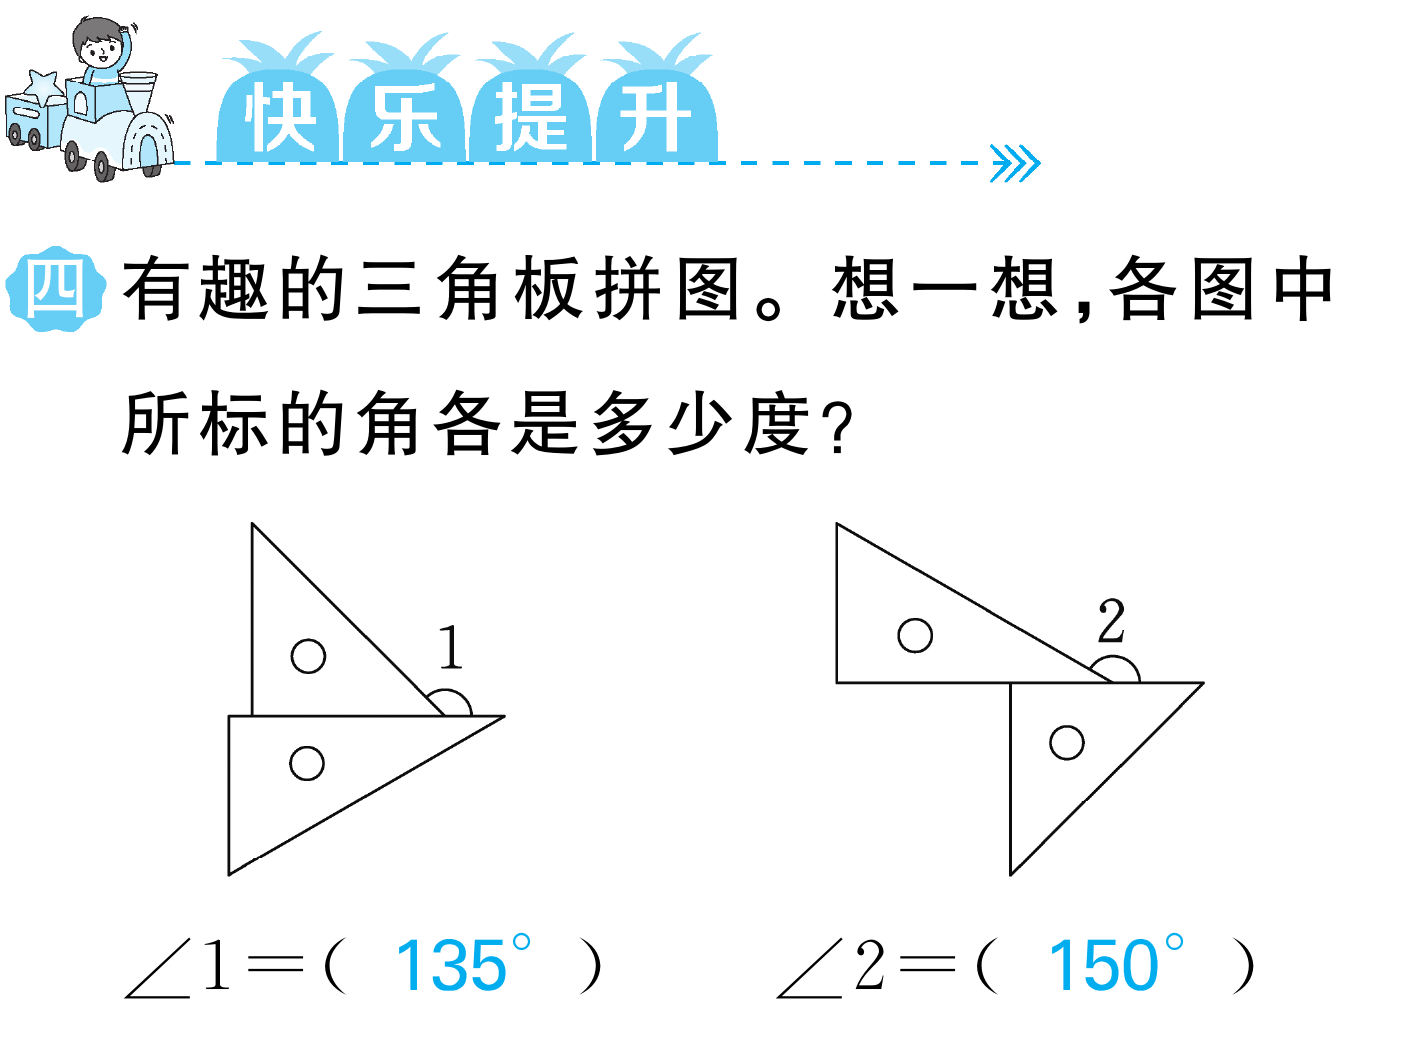 快乐提升
四 有趣的三角板拼图。想一想,各图中
所标的角各是多少度?
1
2
∠1=( 135° )
∠2=( 150° )